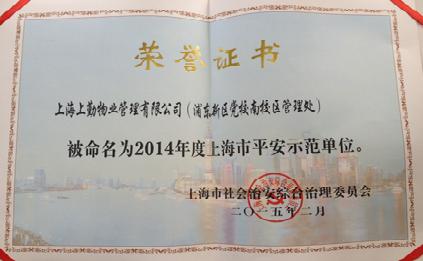 荣誉证书
上海上勤物业管理有限公司（浦东新区党校南校区管理处）
被命名为2014年度上海市平安示范单位。
上海市社会治安综合治理委员会
二〇一五年二月